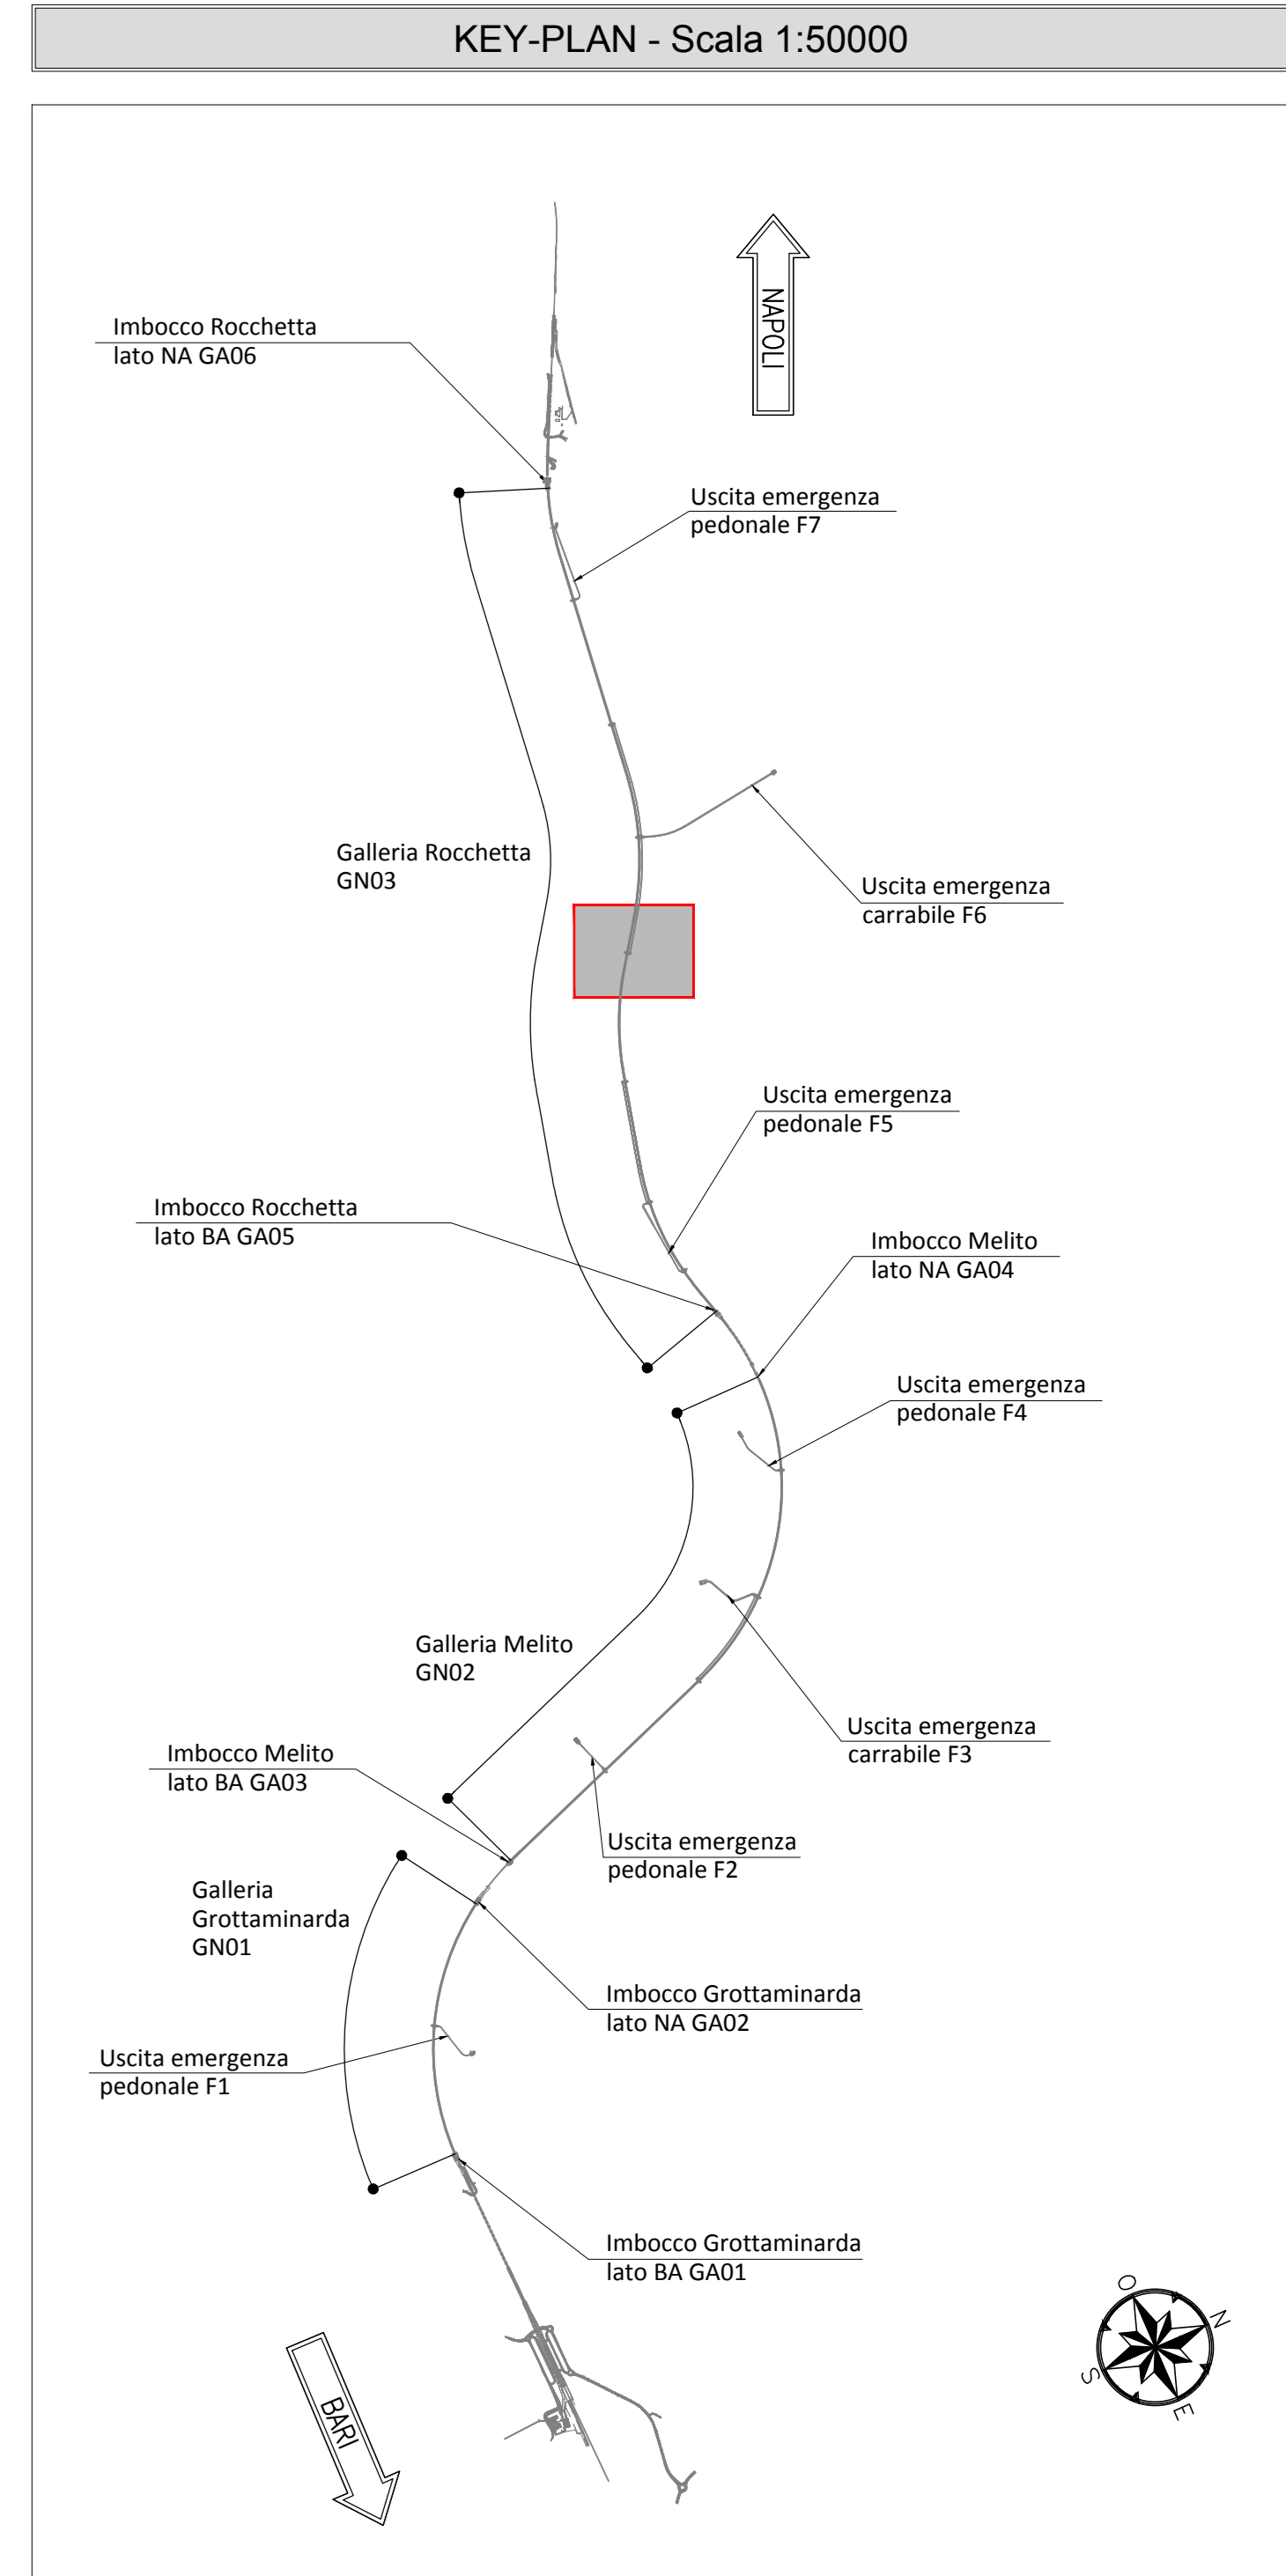 KEY-PLAN - Scala 1:50000
NAPOLI
Imbocco Rocchetta
lato NA GA06
Uscita emergenza
pedonale F7
Galleria Rocchetta
GN03
Uscita emergenza
carrabile F6
Uscita emergenza
pedonale F5
Imbocco Rocchetta
lato BA GA05
Imbocco Melito
lato NA GA04
Uscita emergenza
pedonale F4
Galleria Melito
GN02
Uscita emergenza
carrabile F3
Imbocco Melito
lato BA GA03
Uscita emergenza
pedonale F2
Galleria
Grottaminarda
GN01
Imbocco Grottaminarda
lato NA GA02
Uscita emergenza
pedonale F1
Imbocco Grottaminarda
lato BA GA01
BARI
O
N
S
E